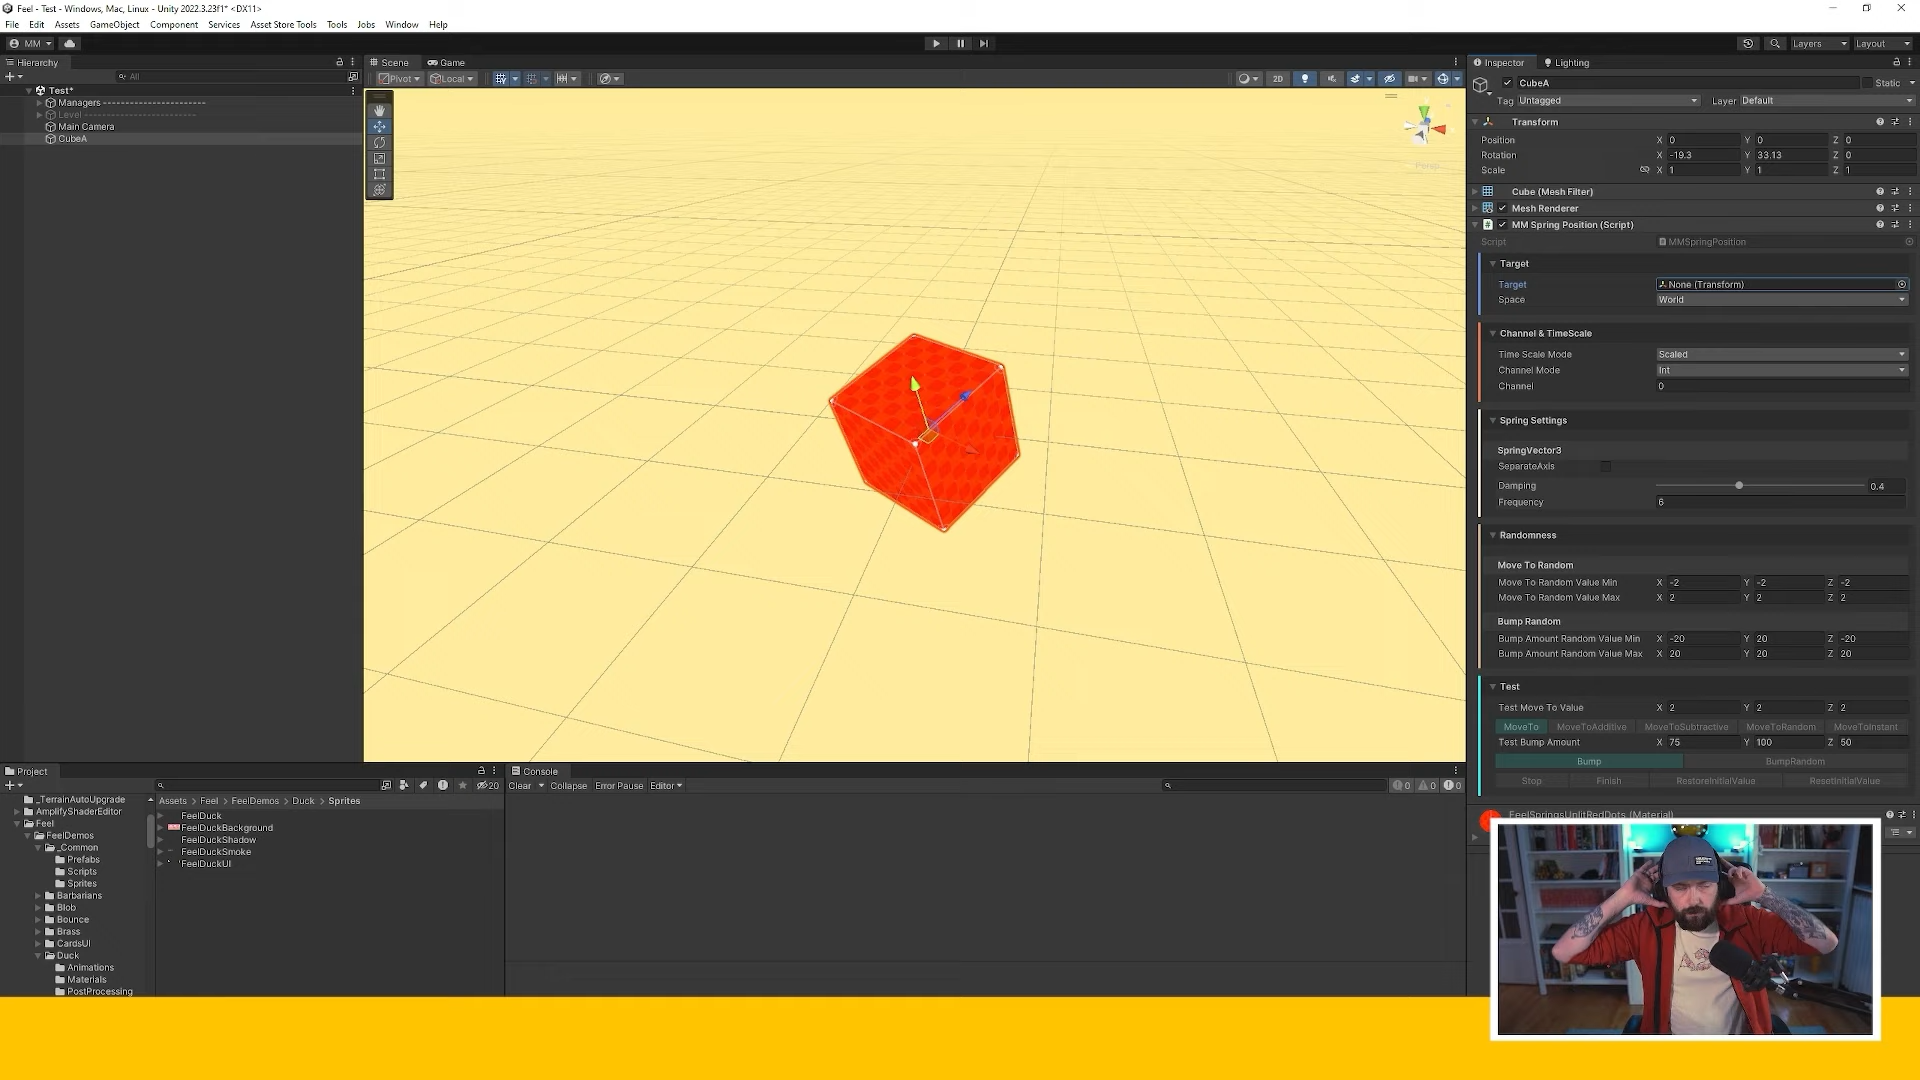 Feel - Test - Windows, Mac, Linux - Unity 2022.3.23f1* <DX11>
File Edit Assets GameObject Component Services Asset Store Tools Tools Jobs Window Help
MM Layers Layout
Hierarchy
All
Test*
Managers ------------------------
Level --------------------------
Main Camera
CubeA
Scene Game
Pivot Local 2D
Persp
Inspector Lighting
CubeA Static
Tag Untagged Layer Default
Transform
Position X 0 Y 0 Z 0
Rotation X -19.3 Y 33.13 Z 0
Scale X 1 Y 1 Z 1
Cube (Mesh Filter)
Mesh Renderer
MM Spring Position (Script)
Script MMSpringPosition
Target
Target None (Transform)
Space World
Channel & TimeScale
Time Scale Mode Scaled
Channel Mode Int
Channel 0
Spring Settings
SpringVector3
SeparateAxis
Damping 0.4
Frequency 6
Randomness
Move To Random
Move To Random Value Min X -2 Y -2 Z -2
Move To Random Value Max X 2 Y 2 Z 2
Bump Random
Bump Amount Random Value Min X -20 Y 20 Z -20
Bump Amount Random Value Max X 20 Y 20 Z 20
Test
Test Move To Value X 2 Y 2 Z 2
MoveTo MoveToAdditive MoveToSubtractive MoveToRandom MoveToInstant
Test Bump Amount X 75 Y 100 Z 50
Bump BumpRandom
Stop Finish RestoreInitialValue ResetInitialValue
FeelSpringsUnlitRedDots (Material)
Project
20
_TerrainAutoUpgrade
AmplifyShaderEditor
Feel
FeelDemos
_Common
Prefabs
Scripts
Sprites
Barbarians
Blob
Bounce
Brass
CardsUI
Duck
Animations
Materials
PostProcessing
Assets > Feel > FeelDemos > Duck > Sprites
FeelDuck
FeelDuckBackground
FeelDuckShadow
FeelDuckSmoke
FeelDuckUI
Console
Clear Collapse Error Pause Editor
0 0 0